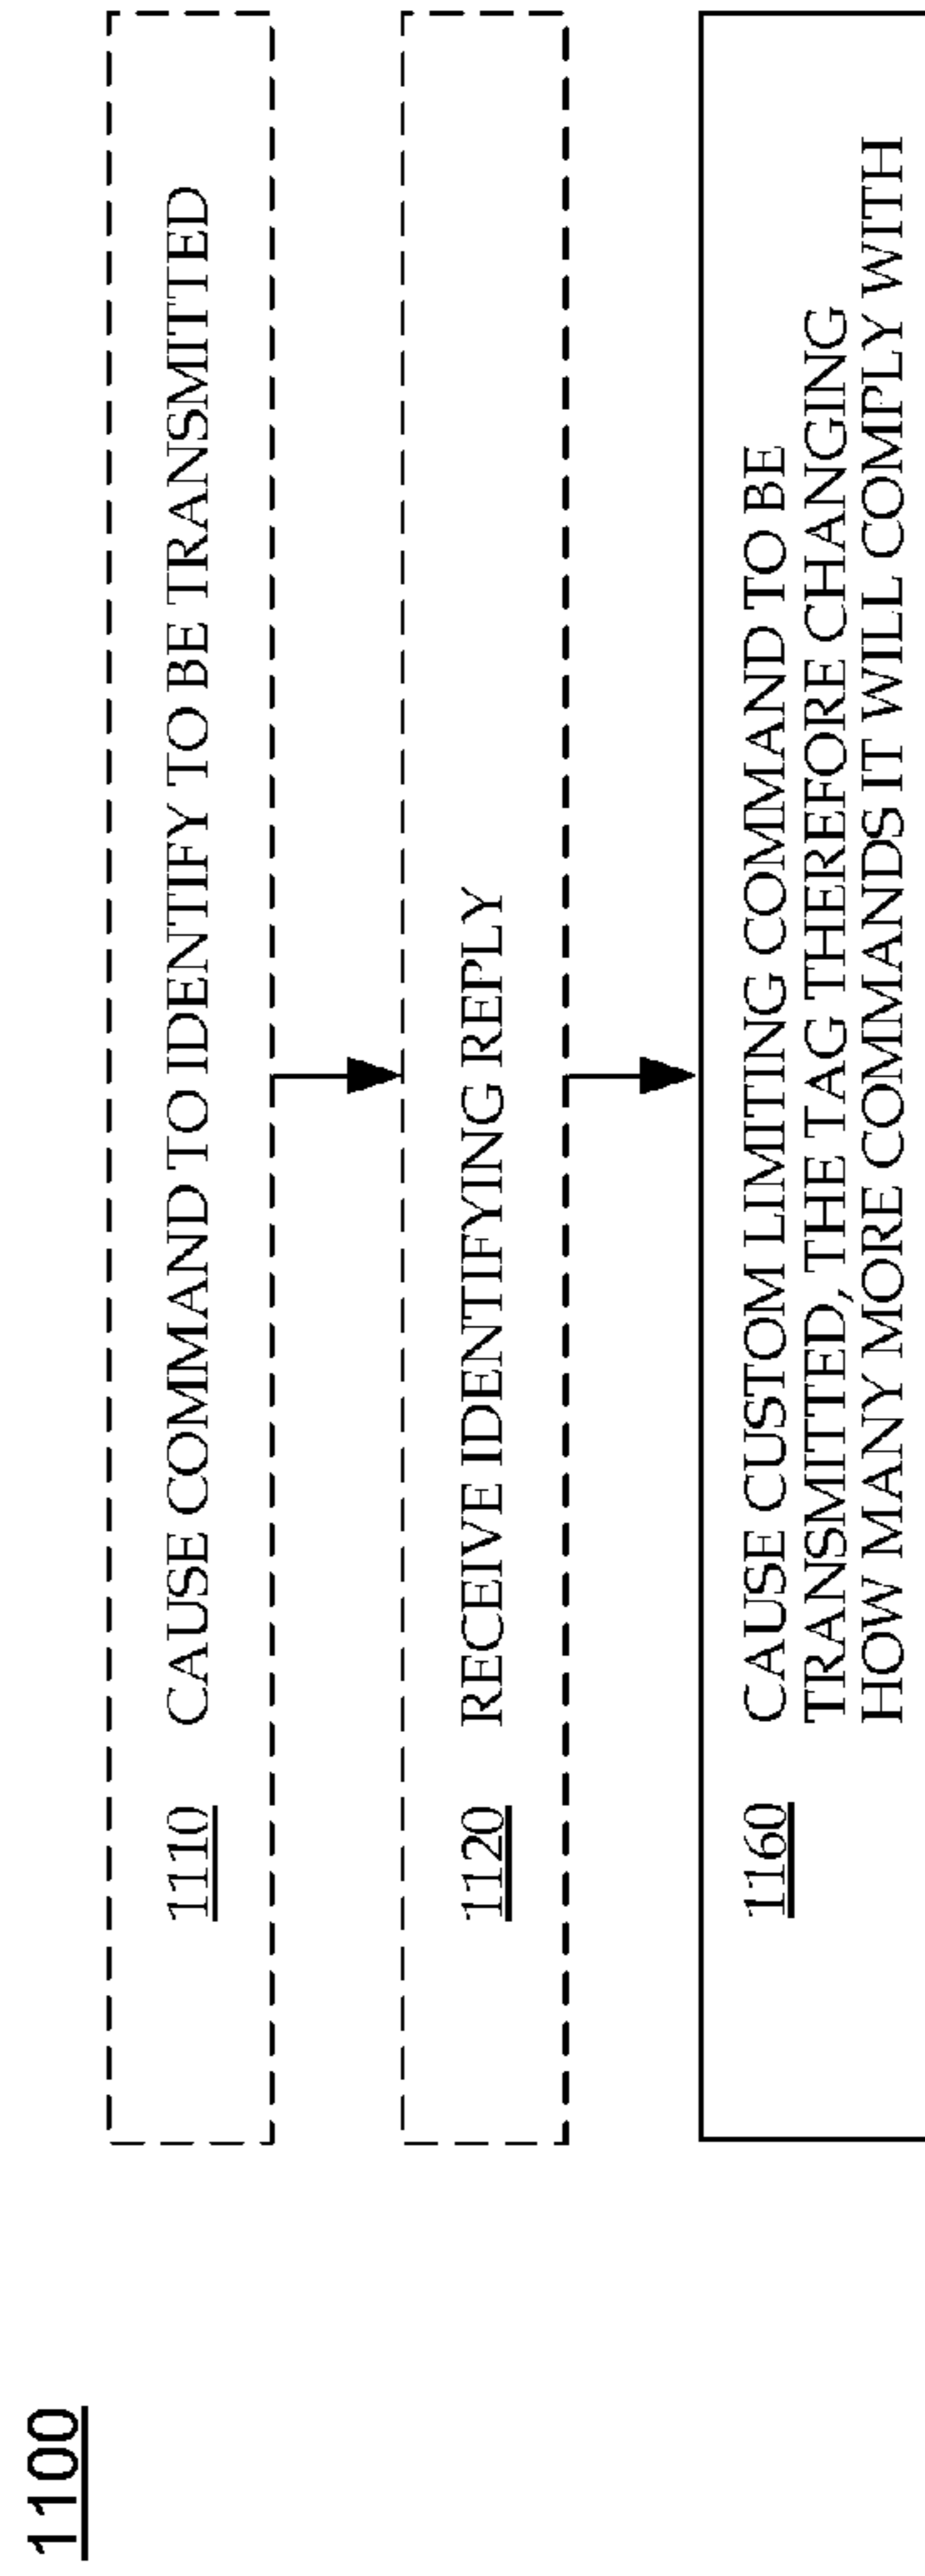 1100
1110 CAUSE COMMAND TO IDENTIFY TO BE TRANSMITTED
1120 RECEIVE IDENTIFYING REPLY
1160 CAUSE CUSTOM LIMITING COMMAND TO BE
TRANSMITTED, THE TAG THEREFORE CHANGING
HOW MANY MORE COMMANDS IT WILL COMPLY WITH